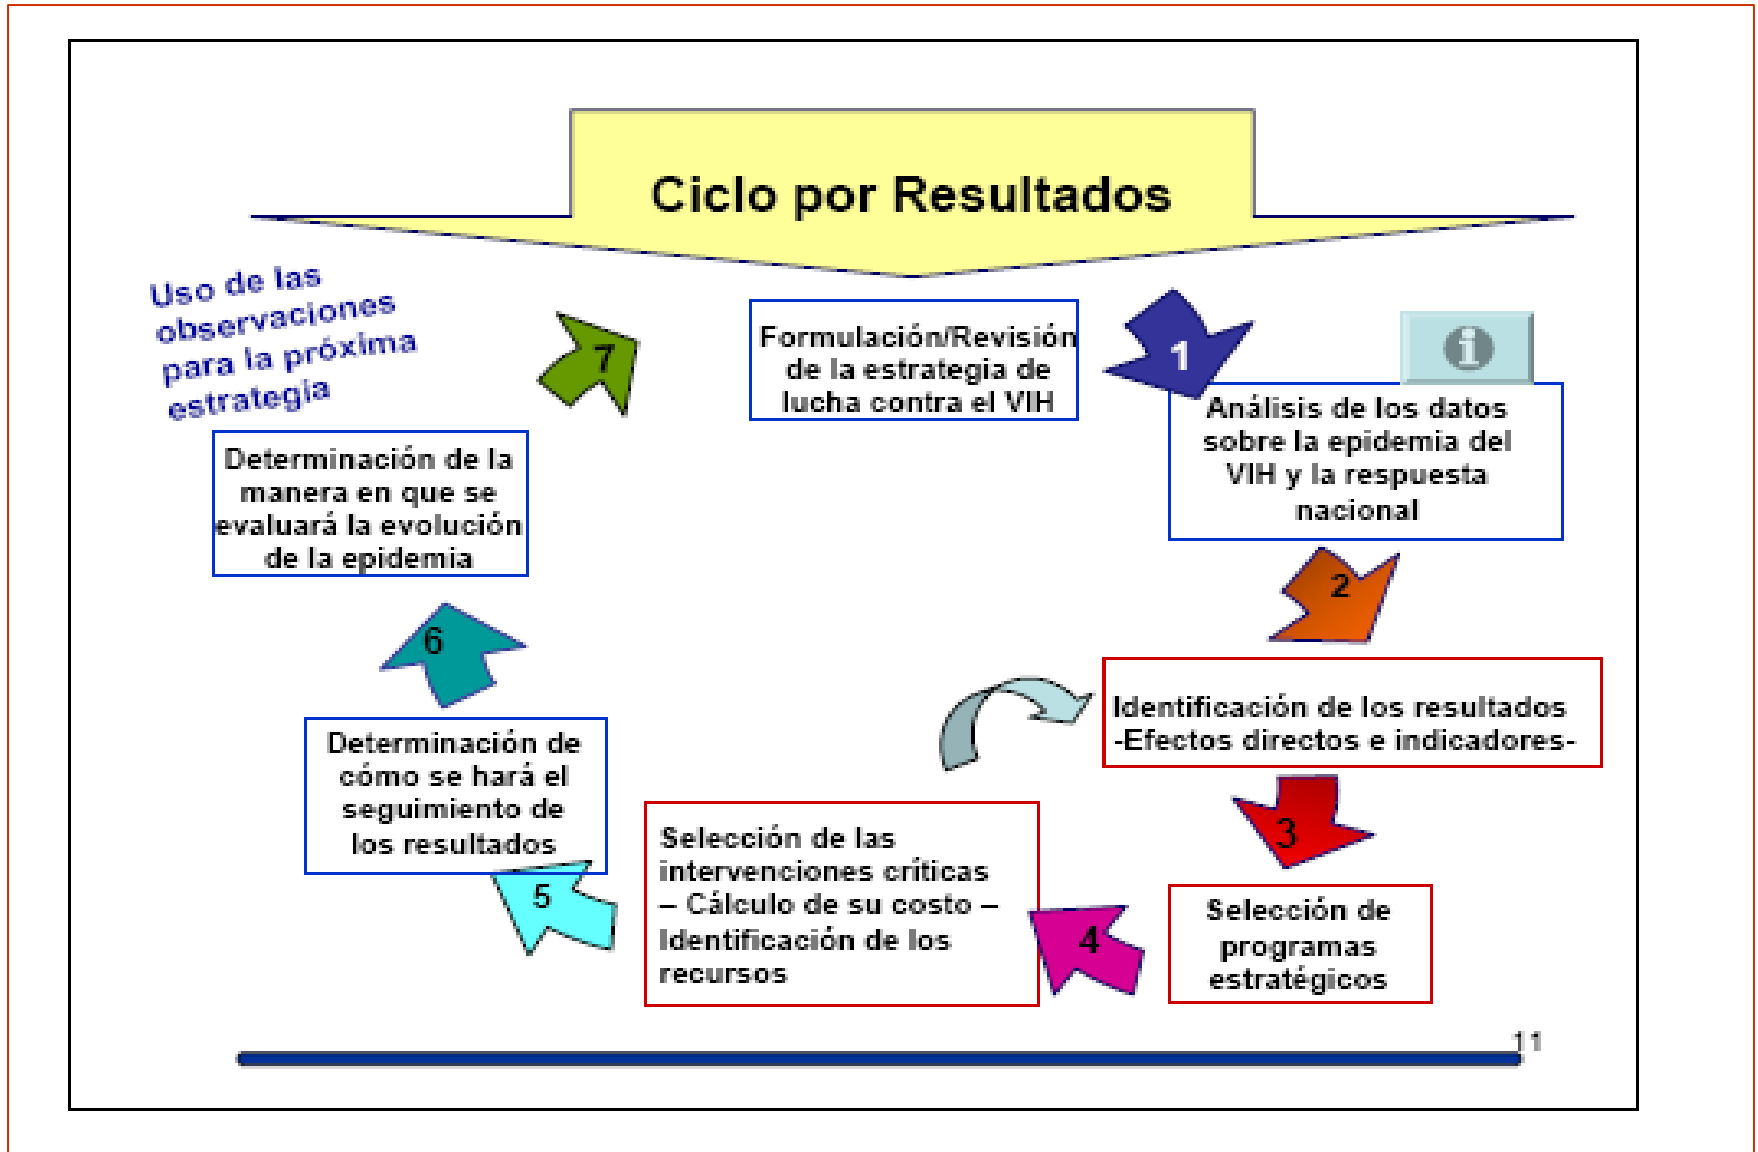 Ciclo por Resultados
Uso de las
observaciones
para la próxima
estrategia
7
Formulación/Revisión
de la estrategia de
lucha contra el VIH
1
i
Análisis de los datos
sobre la epidemia del
VIH y la respuesta
nacional
2
Identificación de los resultados
-Efectos directos e indicadores-
3
Selección de
programas
estratégicos
4
Selección de las
intervenciones críticas
– Cálculo de su costo –
Identificación de los
recursos
5
Determinación de
cómo se hará el
seguimiento de
los resultados
6
Determinación de la
manera en que se
evaluará la evolución
de la epidemia
11